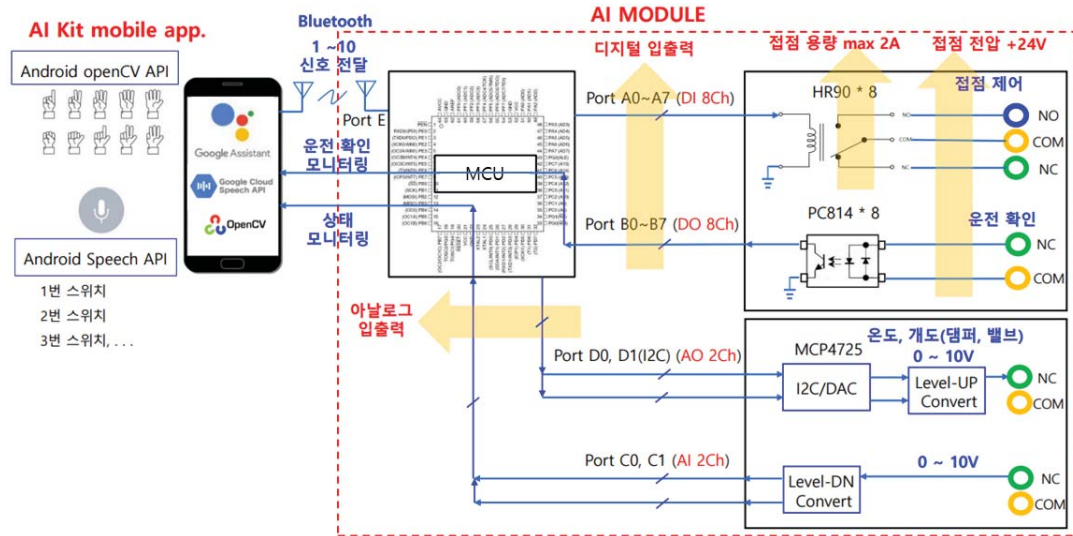 AI MODULE
AI Kit mobile app.
Android openCV API
Google Assistant
Google Cloud
Speech API
OpenCV
Android Speech API
1번 스위치
2번 스위치
3번 스위치, . . .
Bluetooth
1 ~10
신호 전달
Port E
운전 확인
모니터링
상태
모니터링
MCU
디지털 입출력
Port A0~A7 (DI 8Ch)
Port B0~B7 (DO 8Ch)
아날로그
입출력
Port D0, D1(I2C) (AO 2Ch)
Port C0, C1 (AI 2Ch)
접점 용량 max 2A
접점 전압 +24V
HR90 * 8
접점 제어
NO
COM
NC
NO
COM
NC
PC814 * 8
운전 확인
NC
COM
온도, 개도(댐퍼, 밸브)
MCP4725
0 ~ 10V
I2C/DAC
Level-UP
Convert
NC
COM
0 ~ 10V
Level-DN
Convert
NC
COM